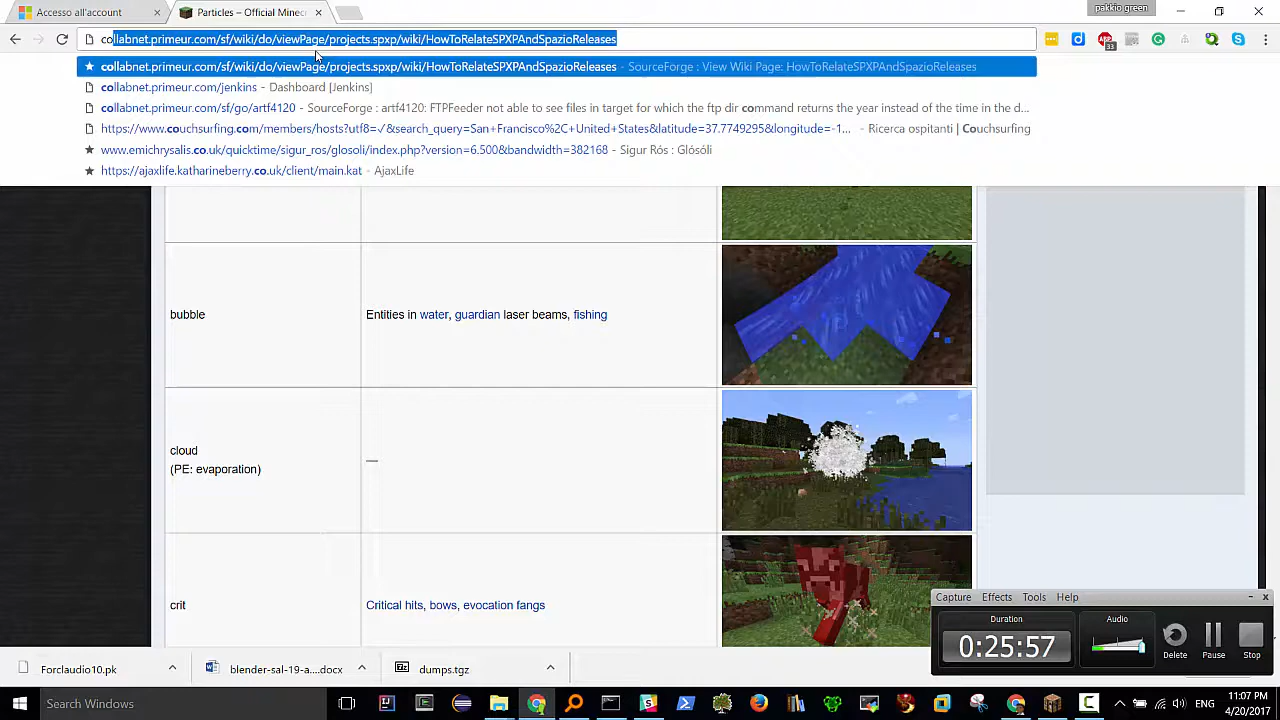 Accesso all'account
Particles – Official Minec
pakkio green
collabnet.primeur.com/sf/wiki/do/viewPage/projects.spxp/wiki/HowToRelateSPXPAndSpazioReleases
33
collabnet.primeur.com/sf/wiki/do/viewPage/projects.spxp/wiki/HowToRelateSPXPAndSpazioReleases - SourceForge : View Wiki Page: HowToRelateSPXPAndSpazioReleases
collabnet.primeur.com/jenkins - Dashboard [Jenkins]
collabnet.primeur.com/sf/go/artf4120 - SourceForge : artf4120: FTPFeeder not able to see files in target for which the ftp dir command returns the year instead of the time in the d...
https://www.couchsurfing.com/members/hosts?utf8=✓&search_query=San+Francisco%2C+United+States&latitude=37.7749295&longitude=-1... - Ricerca ospitanti | Couchsurfing
www.emichrysalis.co.uk/quicktime/sigur_ros/glosoli/index.php?version=6.500&bandwidth=382168 - Sigur Rós : Glósóli
https://ajaxlife.katharineberry.co.uk/client/main.kat - AjaxLife
bubble
Entities in water, guardian laser beams, fishing
cloud
(PE: evaporation)
—
crit
Critical hits, bows, evocation fangs
Capture Effects Tools Help
Duration
Audio
0:25:57
Delete
Pause
Stop
Forclaudio10.pk
blender-sal-19-a....docx
dumps.tgz
Search Windows
ENG
11:07 PM
4/20/2017